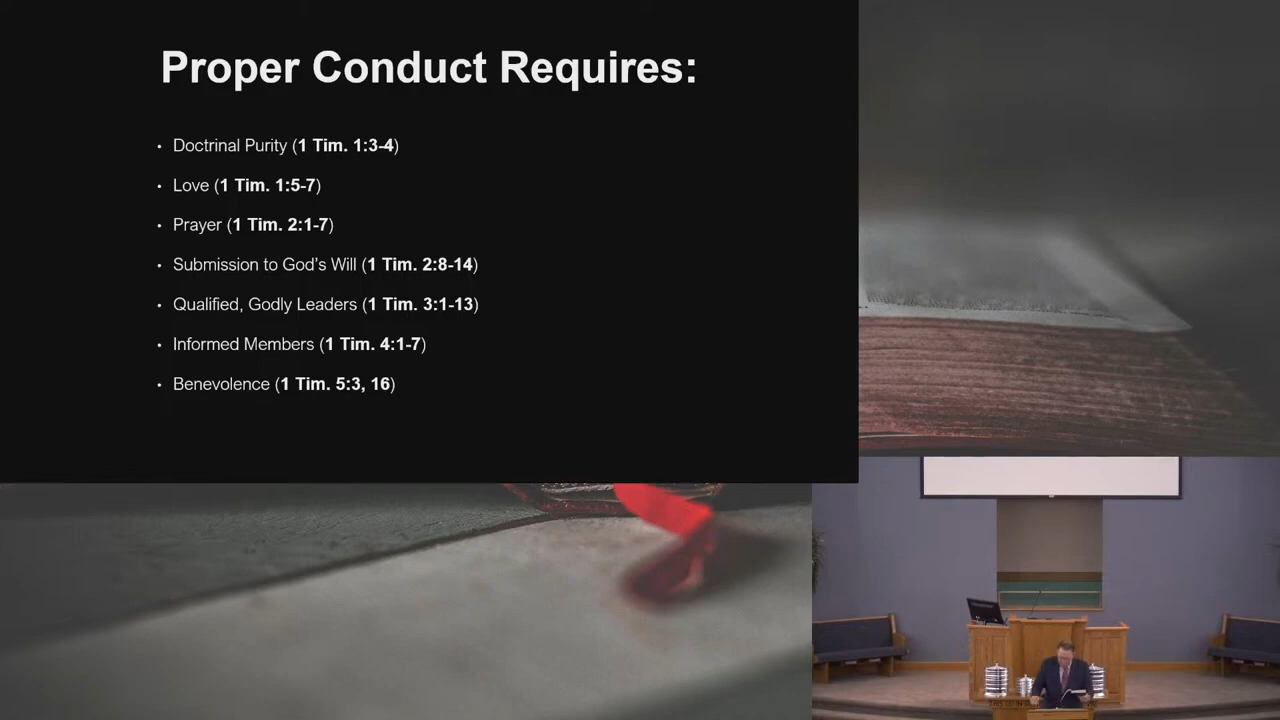 Proper Conduct Requires:
• Doctrinal Purity (1 Tim. 1:3-4)
• Love (1 Tim. 1:5-7)
• Prayer (1 Tim. 2:1-7)
• Submission to God’s Will (1 Tim. 2:8-14)
• Qualified, Godly Leaders (1 Tim. 3:1-13)
• Informed Members (1 Tim. 4:1-7)
• Benevolence (1 Tim. 5:3, 16)